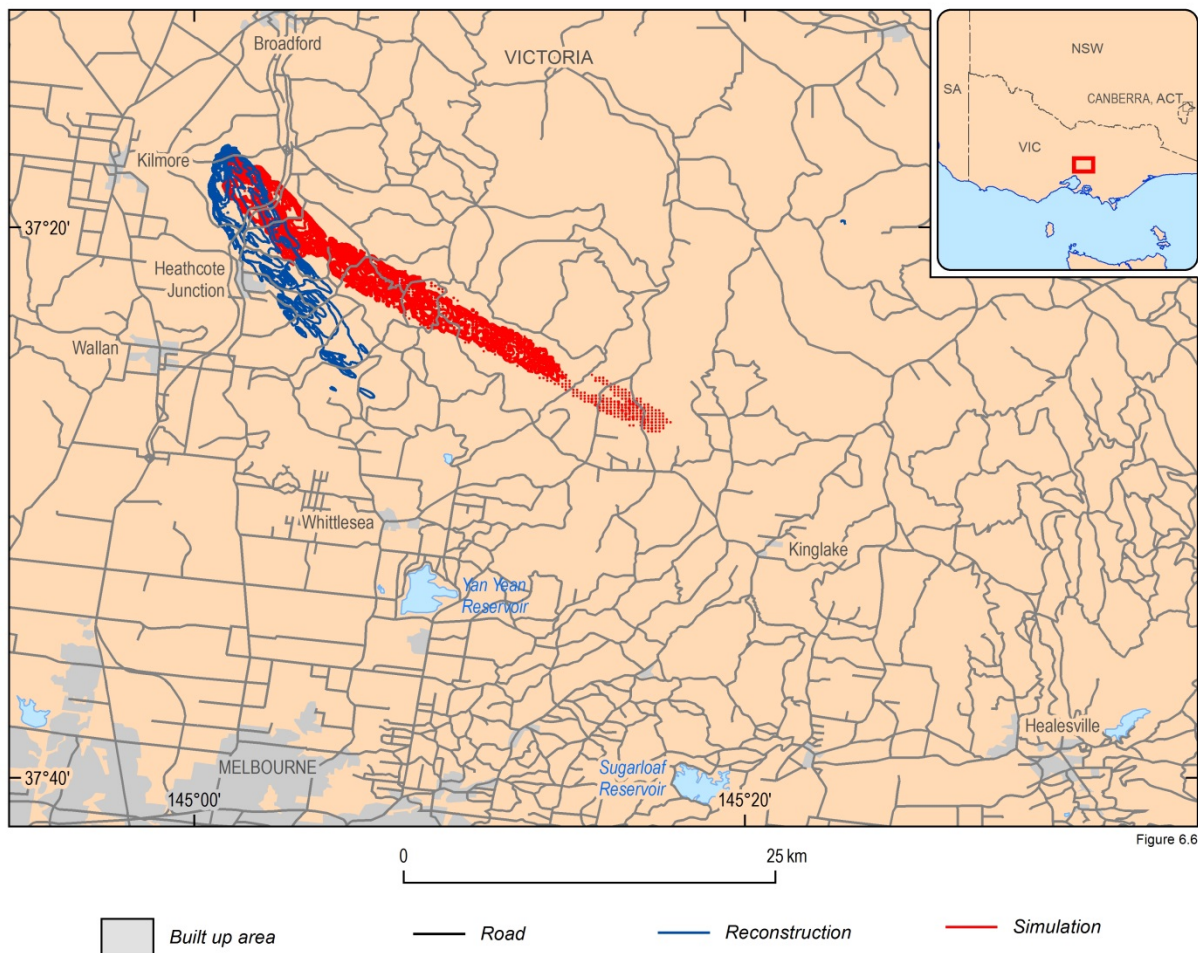 Broadford
VICTORIA
Kilmore
37°20'
Heathcote
Junction
Wallan
Whittlesea
Yan Yean
Reservoir
Kinglake
Healesville
Sugarloaf
Reservoir
MELBOURNE
37°40'
145°00'
145°20'
NSW
SA
CANBERRA, ACT
VIC
Figure 6.6
0
25 km
Built up area
Road
Reconstruction
Simulation